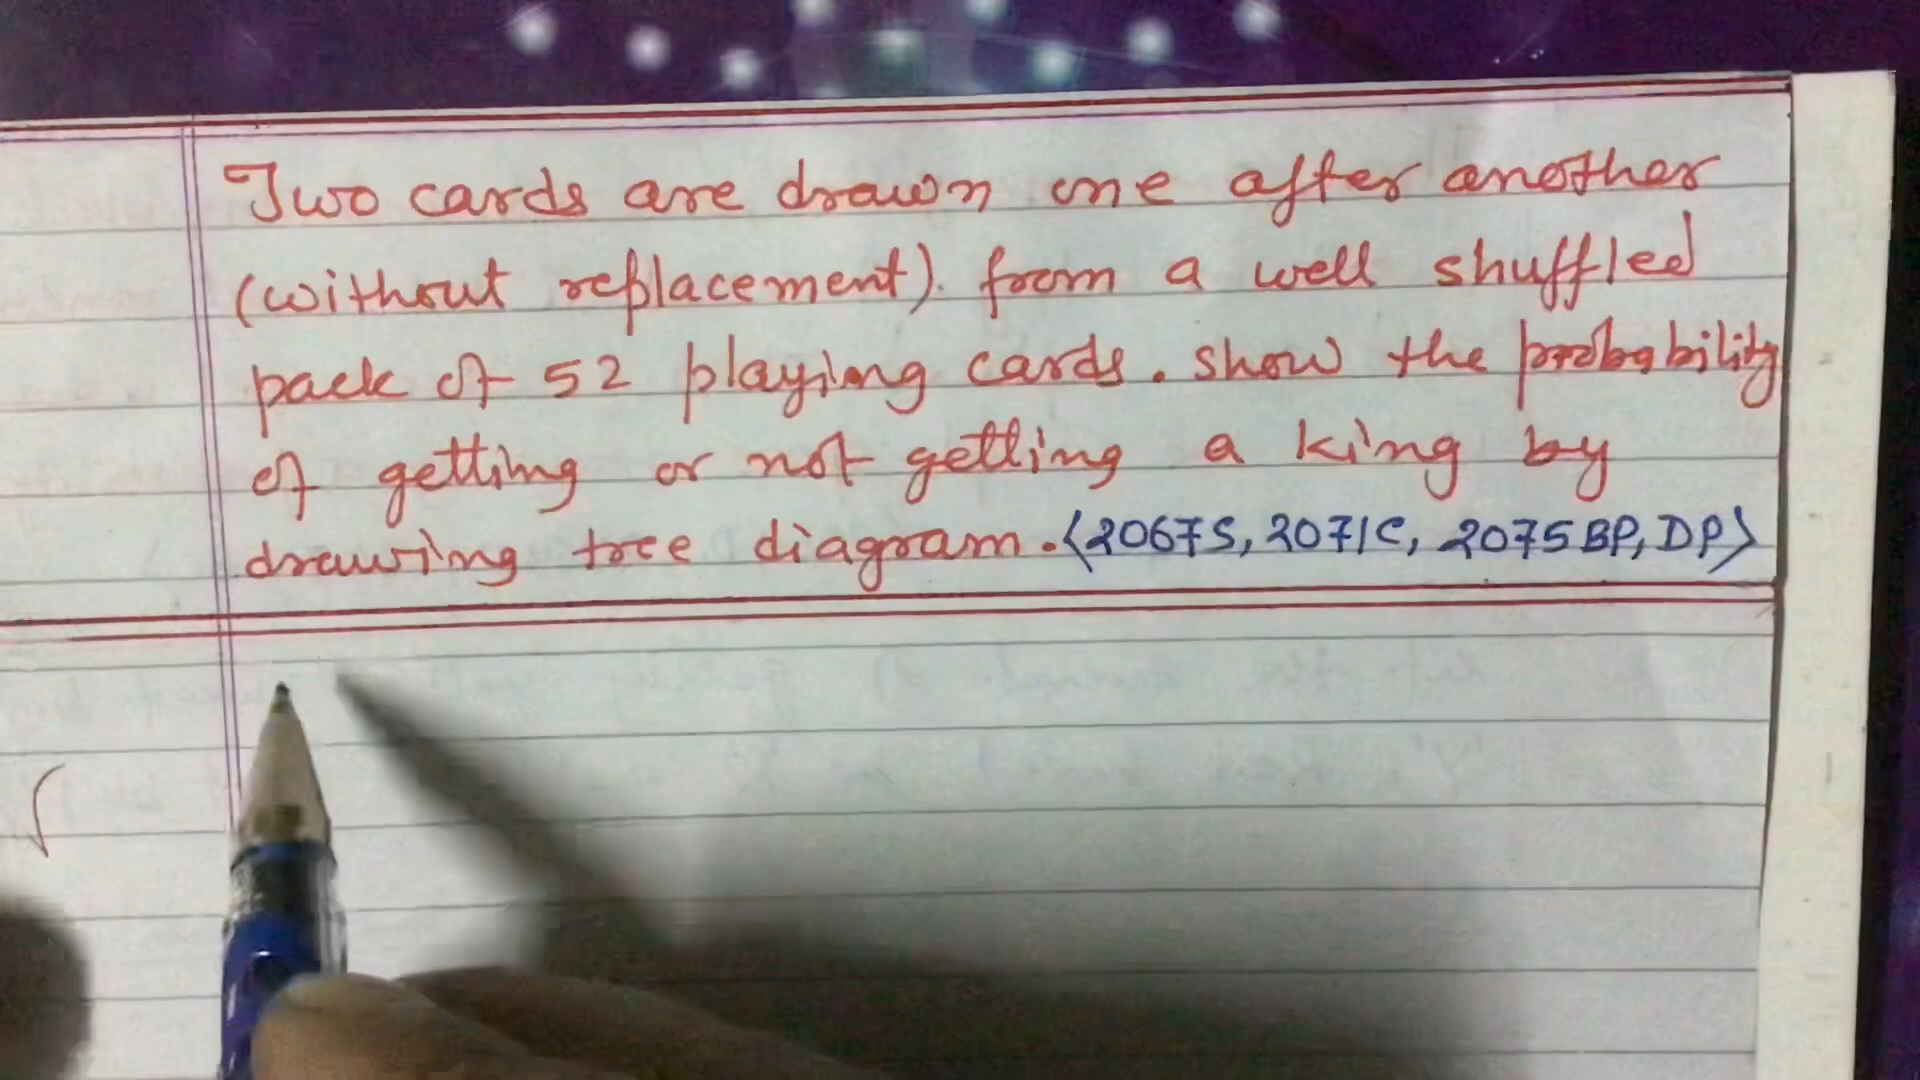 Two cards are drawn one after another
(without replacement). from a well shuffled
pack of 52 playing cards. show the probability
of getting or not getting a king by
drawing tree diagram. <2067S, 2071C, 2075BP, DP>